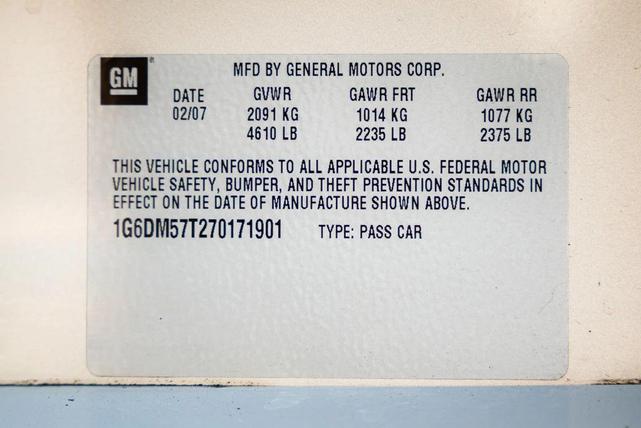 GM
MFD BY GENERAL MOTORS CORP.
DATE GVWR GAWR FRT GAWR RR
02/07 2091 KG 1014 KG 1077 KG
4610 LB 2235 LB 2375 LB
THIS VEHICLE CONFORMS TO ALL APPLICABLE U.S. FEDERAL MOTOR
VEHICLE SAFETY, BUMPER, AND THEFT PREVENTION STANDARDS IN
EFFECT ON THE DATE OF MANUFACTURE SHOWN ABOVE.
1G6DM57T270171901 TYPE: PASS CAR